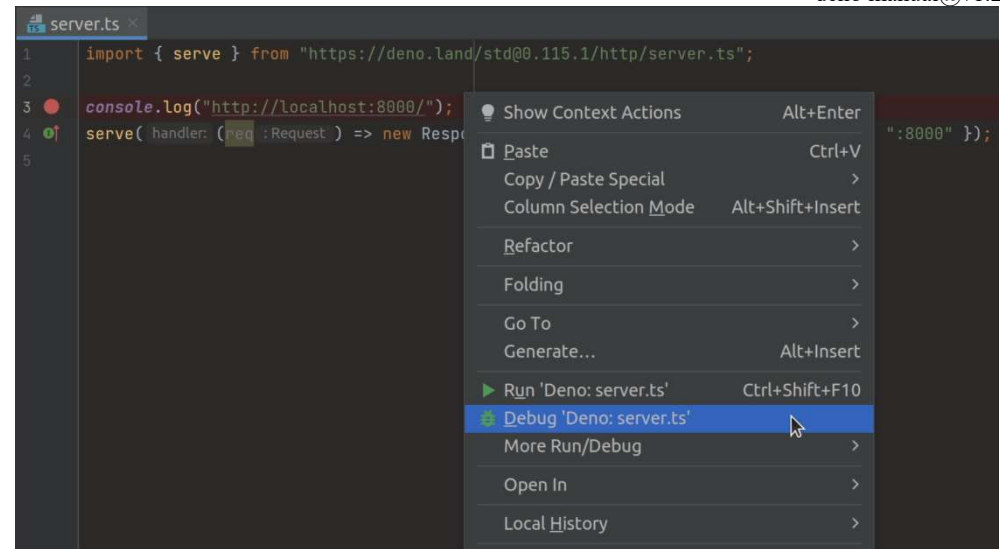 server.ts
1 import { serve } from "https://deno.land/std@0.115.1/http/server.ts";
2
3 console.log("http://localhost:8000/");
4 serve( handler: (req : Request ) => new Respo ":8000" });
5
Show Context Actions Alt+Enter
Paste Ctrl+V
Copy / Paste Special >
Column Selection Mode Alt+Shift+Insert
Refactor >
Folding >
Go To >
Generate... Alt+Insert
Run 'Deno: server.ts' Ctrl+Shift+F10
Debug 'Deno: server.ts'
More Run/Debug >
Open In >
Local History >